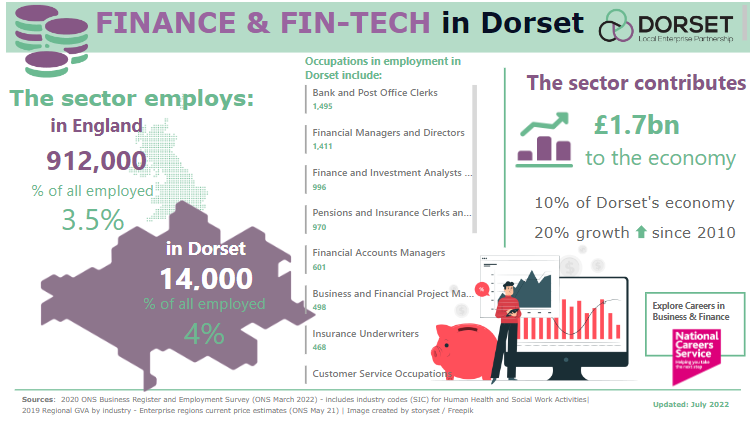 FINANCE & FIN-TECH in Dorset
DORSET
Local Enterprise Partnership
The sector employs:
in England
912,000
% of all employed
3.5%
in Dorset
14,000
% of all employed
4%
Occupations in employment in
Dorset include:
Bank and Post Office Clerks
1,495
Financial Managers and Directors
1,411
Finance and Investment Analysts ...
996
Pensions and Insurance Clerks an...
970
Financial Accounts Managers
601
Business and Financial Project Ma...
498
Insurance Underwriters
468
Customer Service Occupations
The sector contributes
£1.7bn
to the economy
10% of Dorset's economy
20% growth since 2010
%
Explore Careers in
Business & Finance
National
Careers
Service
Helping you take
the next step
Sources: 2020 ONS Business Register and Employment Survey (ONS March 2022) - includes industry codes (SIC) for Human Health and Social Work Activities|
2019 Regional GVA by industry - Enterprise regions current price estimates (ONS May 21) | Image created by storyset / Freepik
Updated: July 2022